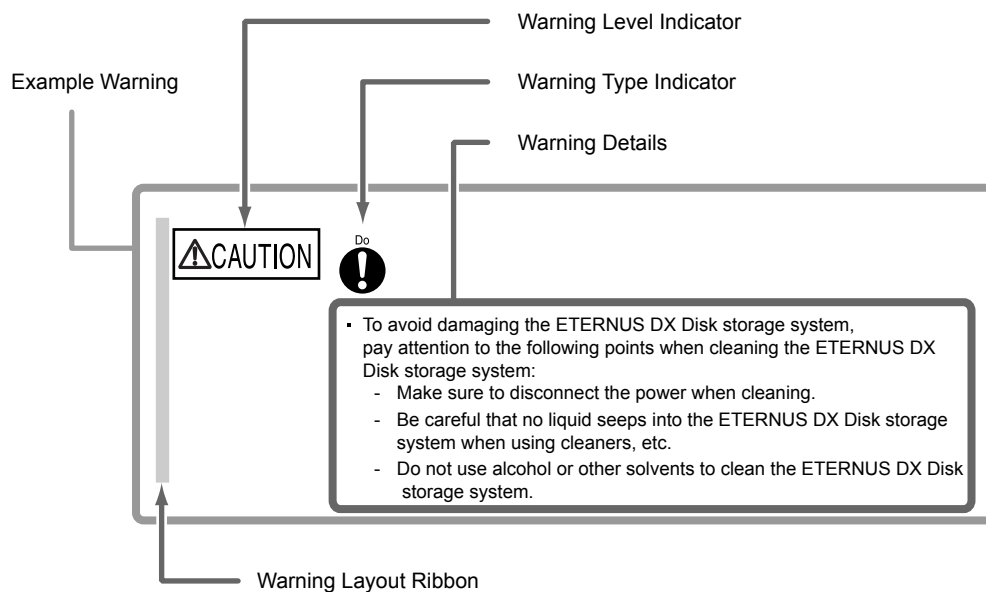 Warning Level Indicator
Example Warning
Warning Type Indicator
Warning Details
CAUTION
Do
▪ To avoid damaging the ETERNUS DX Disk storage system,
pay attention to the following points when cleaning the ETERNUS DX
Disk storage system:
- Make sure to disconnect the power when cleaning.
- Be careful that no liquid seeps into the ETERNUS DX Disk storage
system when using cleaners, etc.
- Do not use alcohol or other solvents to clean the ETERNUS DX Disk
storage system.
Warning Layout Ribbon